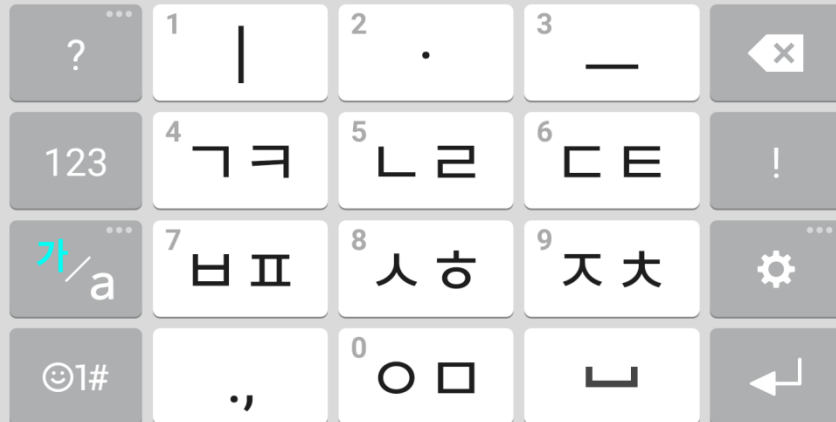 ? 1 ㅣ 2 · 3 ㅡ
123 4 ㄱㅋ 5 ㄴㄹ 6 ㄷㅌ !
가/a 7 ㅂㅍ 8 ㅅㅎ 9 ㅈㅊ
☺1# ., 0 ㅇㅁ